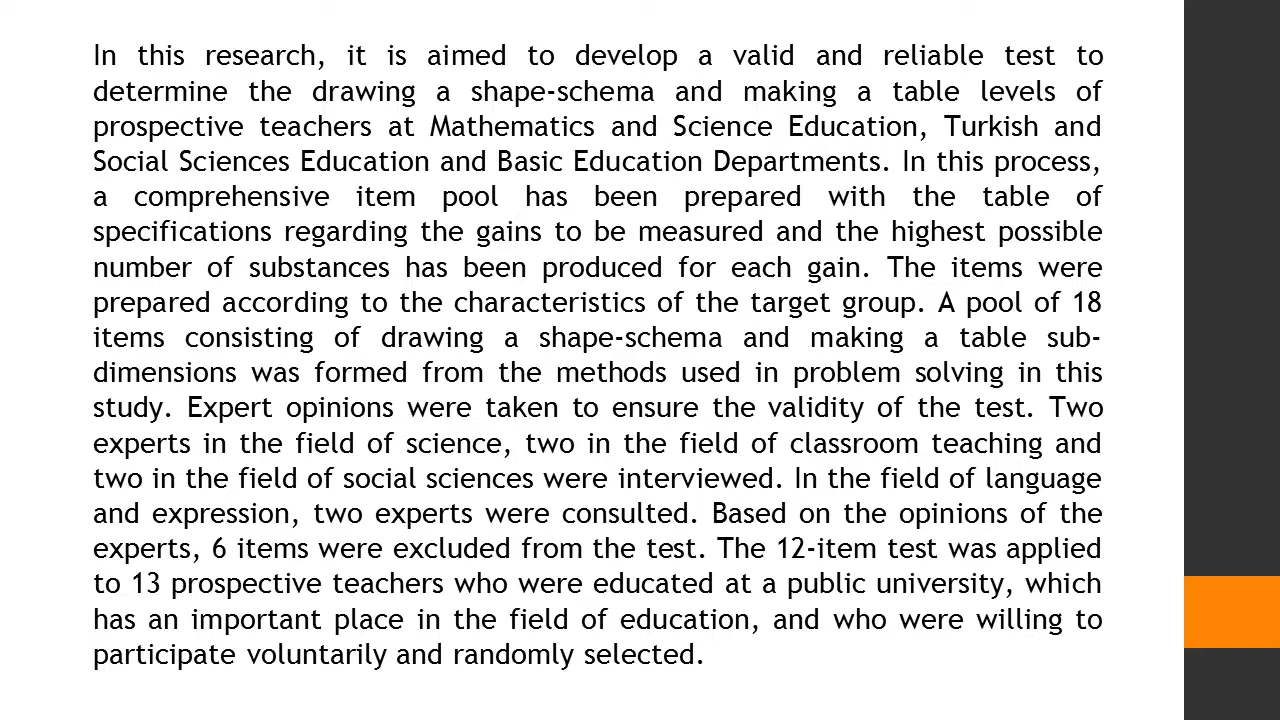 In this research, it is aimed to develop a valid and reliable test to
determine the drawing a shape-schema and making a table levels of
prospective teachers at Mathematics and Science Education, Turkish and
Social Sciences Education and Basic Education Departments. In this process,
a comprehensive item pool has been prepared with the table of
specifications regarding the gains to be measured and the highest possible
number of substances has been produced for each gain. The items were
prepared according to the characteristics of the target group. A pool of 18
items consisting of drawing a shape-schema and making a table sub-
dimensions was formed from the methods used in problem solving in this
study. Expert opinions were taken to ensure the validity of the test. Two
experts in the field of science, two in the field of classroom teaching and
two in the field of social sciences were interviewed. In the field of language
and expression, two experts were consulted. Based on the opinions of the
experts, 6 items were excluded from the test. The 12-item test was applied
to 13 prospective teachers who were educated at a public university, which
has an important place in the field of education, and who were willing to
participate voluntarily and randomly selected.